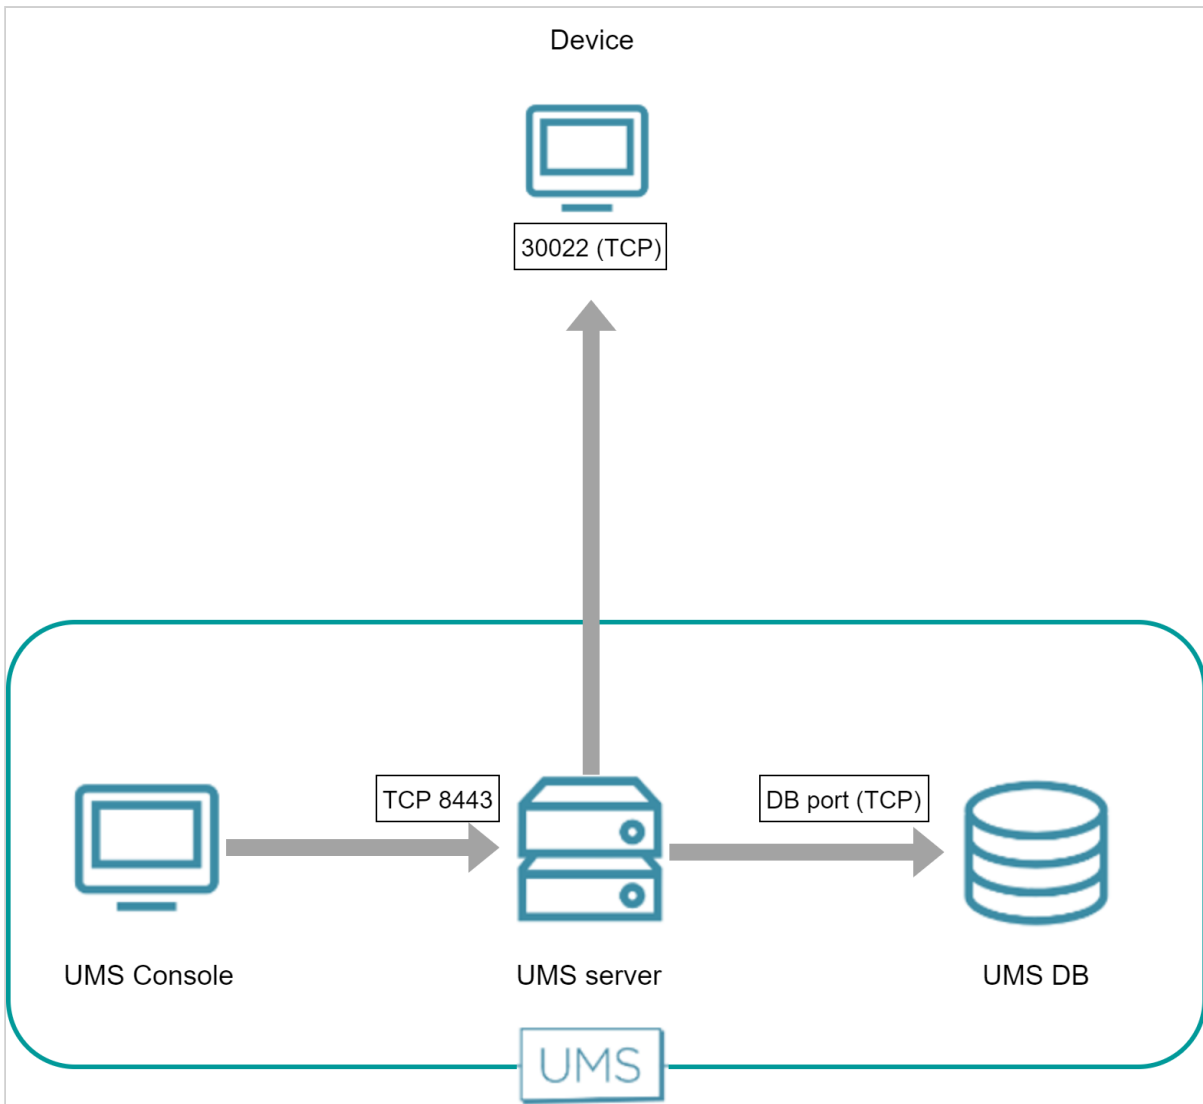 Device
30022 (TCP)
TCP 8443
DB port (TCP)
UMS Console
UMS server
UMS DB
UMS